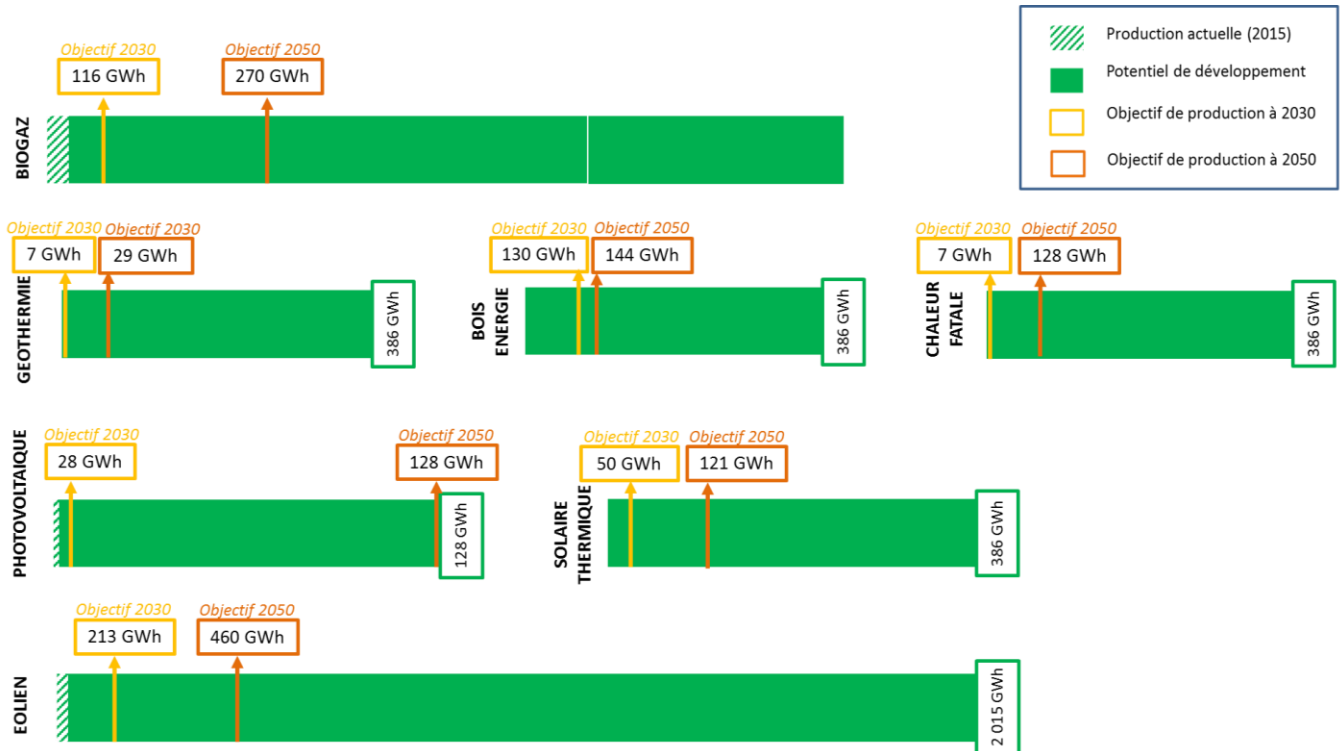 Production actuelle (2015)
Potentiel de développement
Objectif de production à 2030
Objectif de production à 2050
Objectif 2030
Objectif 2050
116 GWh
270 GWh
BIOGAZ
Objectif 2030
Objectif 2030
7 GWh
29 GWh
GEOTHERMIE
386 GWh
Objectif 2030
Objectif 2050
130 GWh
144 GWh
BOIS
ENERGIE
386 GWh
Objectif 2030
Objectif 2050
7 GWh
128 GWh
CHALEUR
FATALE
386 GWh
Objectif 2030
Objectif 2050
28 GWh
128 GWh
PHOTOVOLTAIQUE
128 GWh
Objectif 2030
Objectif 2050
50 GWh
121 GWh
SOLAIRE
THERMIQUE
386 GWh
Objectif 2030
Objectif 2050
213 GWh
460 GWh
EOLIEN
2 015 GWh